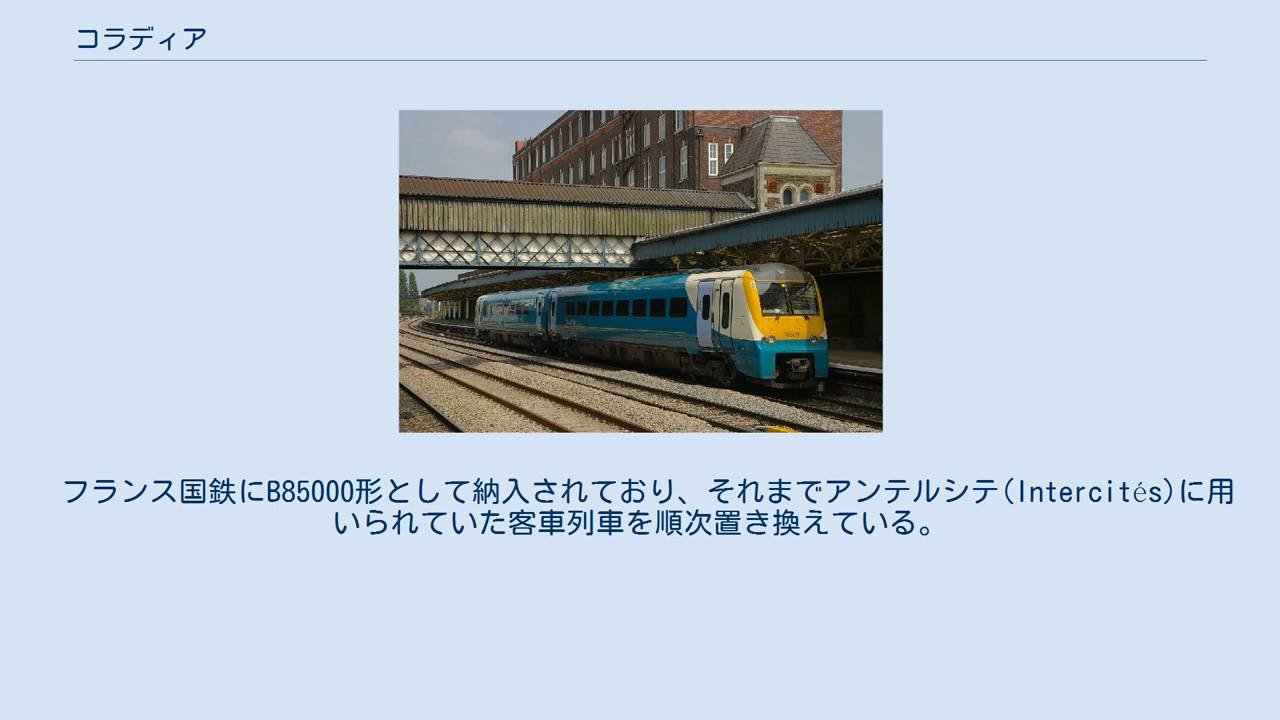 コラディア
フランス国鉄にB85000形として納入されており、それまでアンテルシテ(Intercités)に用
いられていた客車列車を順次置き換えている。